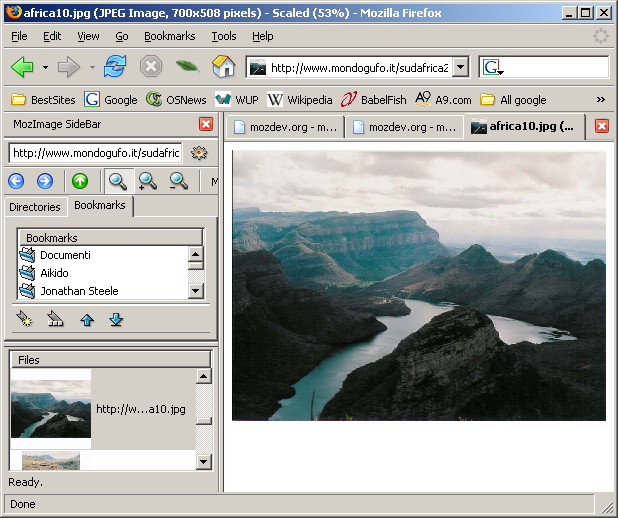 africa10.jpg (JPEG Image, 700x508 pixels) - Scaled (53%) - Mozilla Firefox
File Edit View Go Bookmarks Tools Help
http://www.mondogufo.it/sudafrica2 G
BestSites G Google OSNews WUP W Wikipedia BabelFish A9 A9.com All google »
MozImage SideBar
mozdev.org - m... mozdev.org - m... africa10.jpg (...
http://www.mondogufo.it/sudafric
M
Directories Bookmarks
Bookmarks
Documenti
Aikido
Jonathan Steele
Files
http://w...a10.jpg
Ready.
Done